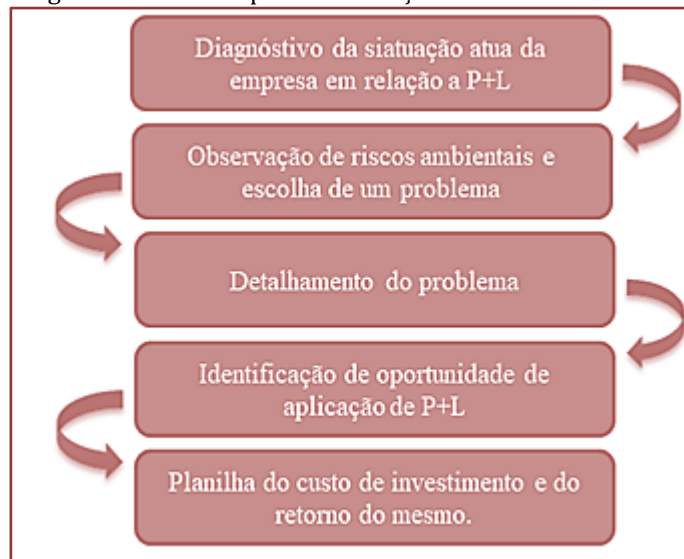 Diagnóstivo da siatuação atua da
empresa em relação a P+L
Observação de riscos ambientais e
escolha de um problema
Detalhamento do problema
Identificação de oportunidade de
aplicação de P+L
Planilha do custo de investimento e do
retorno do mesmo.